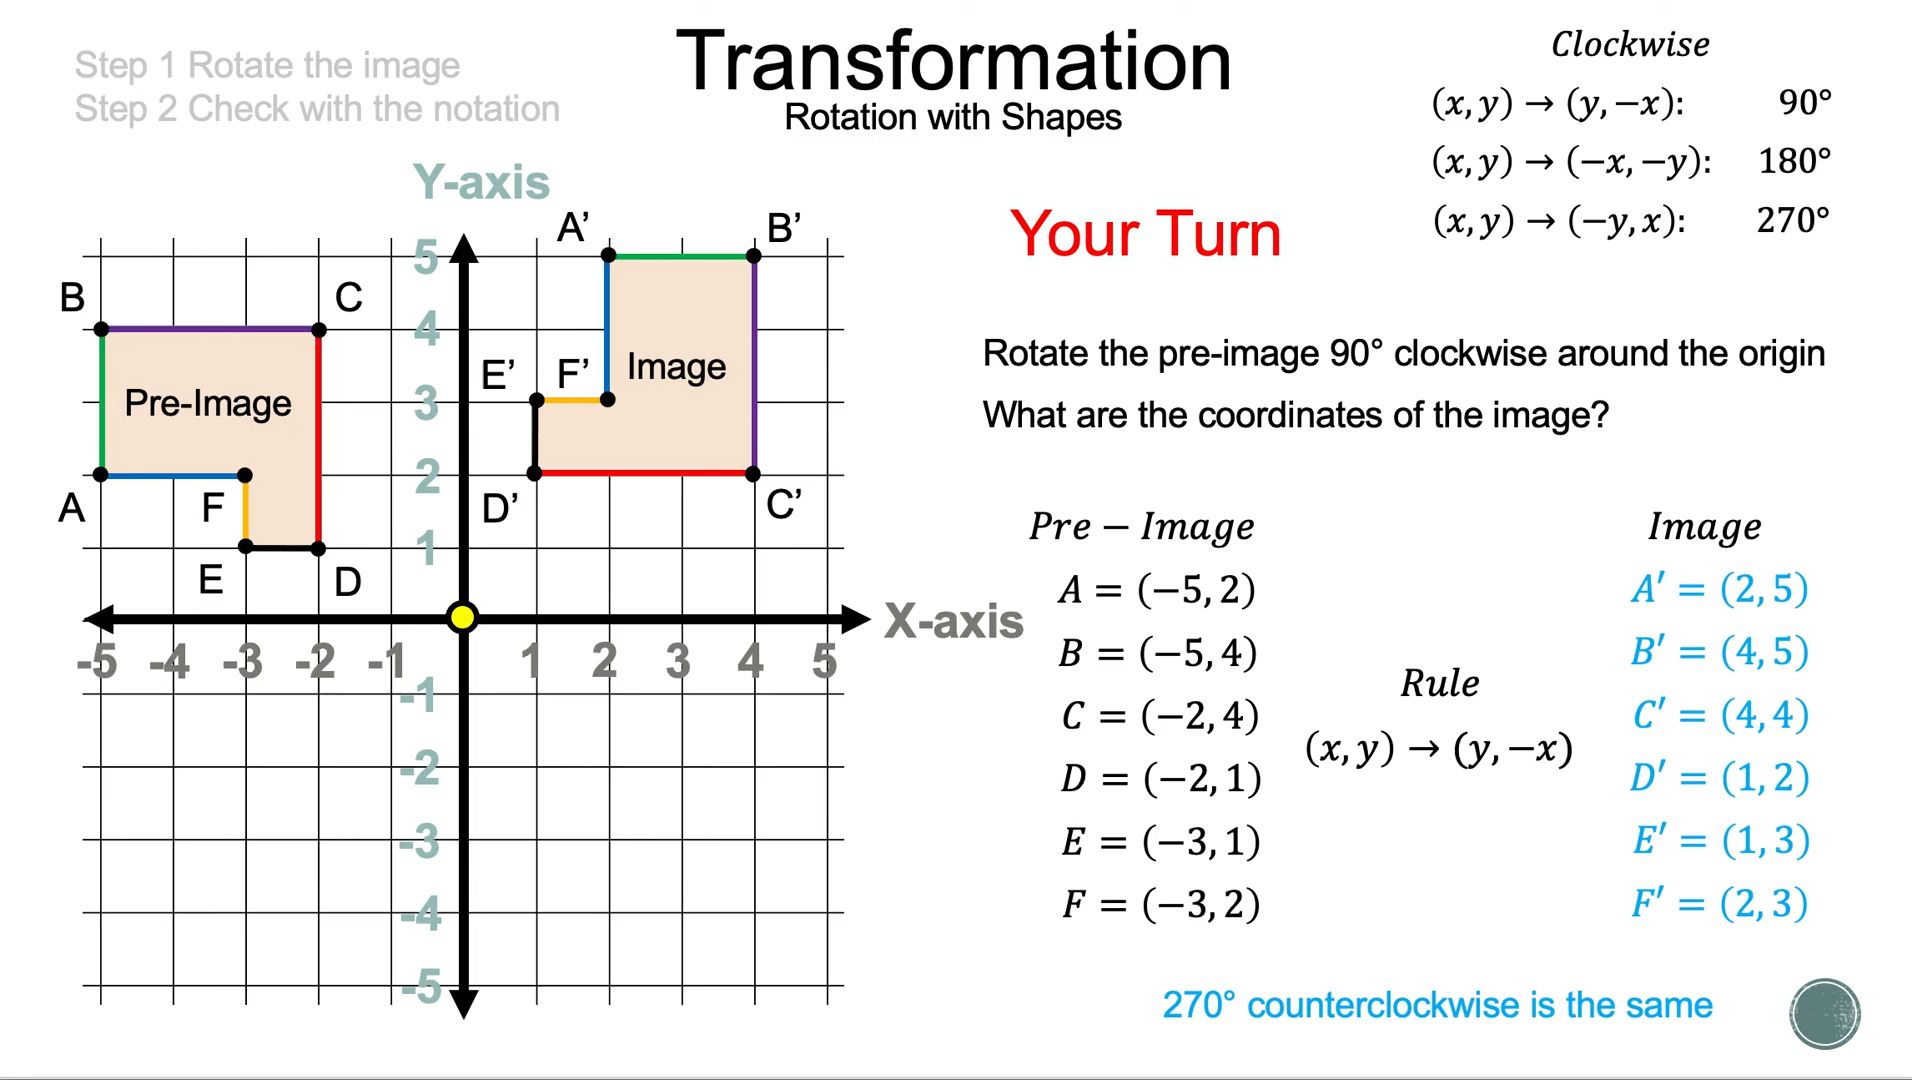 Step 1 Rotate the image
Step 2 Check with the notation
Transformation
Rotation with Shapes
Clockwise
(x, y) → (y, −x): 90°
(x, y) → (−x, −y): 180°
(x, y) → (−y, x): 270°
Your Turn
Rotate the pre-image 90° clockwise around the origin
What are the coordinates of the image?
Y-axis
X-axis
5
4
3
2
1
-5 -4 -3 -2 -1 1 2 3 4 5
-1
-2
-3
-4
-5
B
C
Pre-Image
A
F
E
D
A’
B’
E’
F’
Image
D’
C’
Pre − Image
A = (−5, 2)
B = (−5, 4)
C = (−2, 4)
D = (−2, 1)
E = (−3, 1)
F = (−3, 2)
Rule
(x, y) → (y, −x)
Image
A′ = (2, 5)
B′ = (4, 5)
C′ = (4, 4)
D′ = (1, 2)
E′ = (1, 3)
F′ = (2, 3)
270° counterclockwise is the same